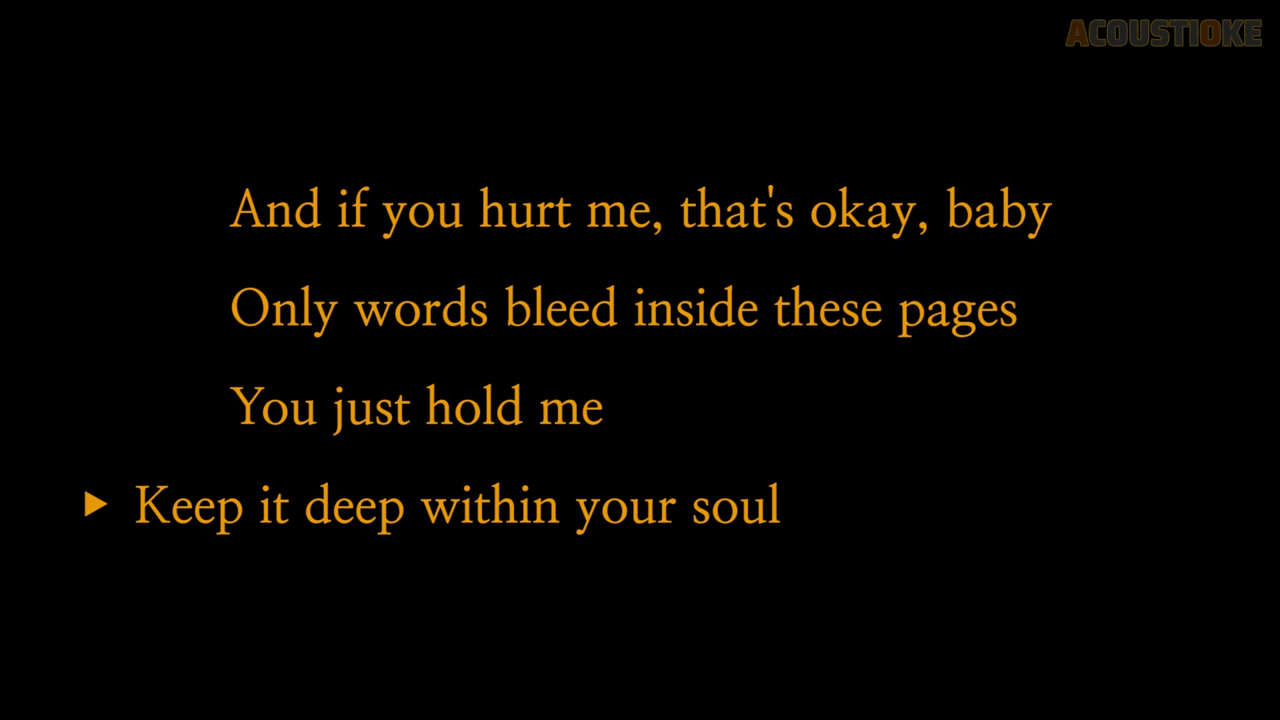 ACOUSTIOKE
And if you hurt me, that's okay, baby
Only words bleed inside these pages
You just hold me
Keep it deep within your soul